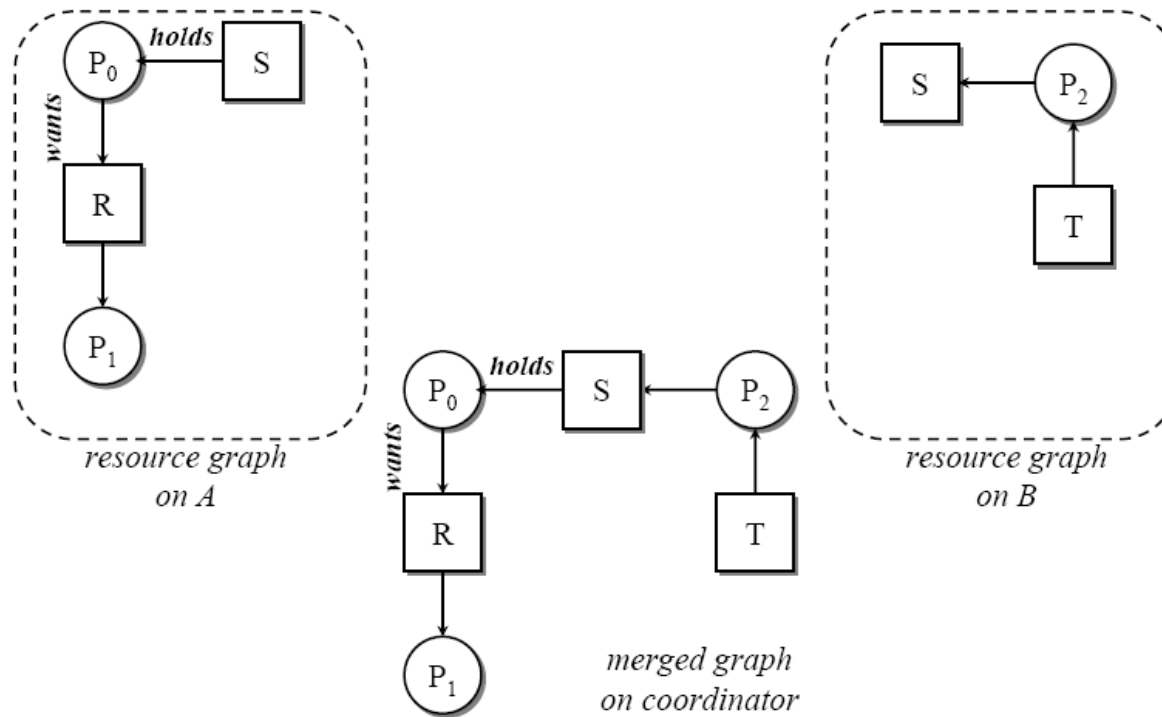 P0
holds
S
wants
R
P1
resource graph
on A
S
P2
T
resource graph
on B
P0
holds
S
P2
wants
R
T
P1
merged graph
on coordinator